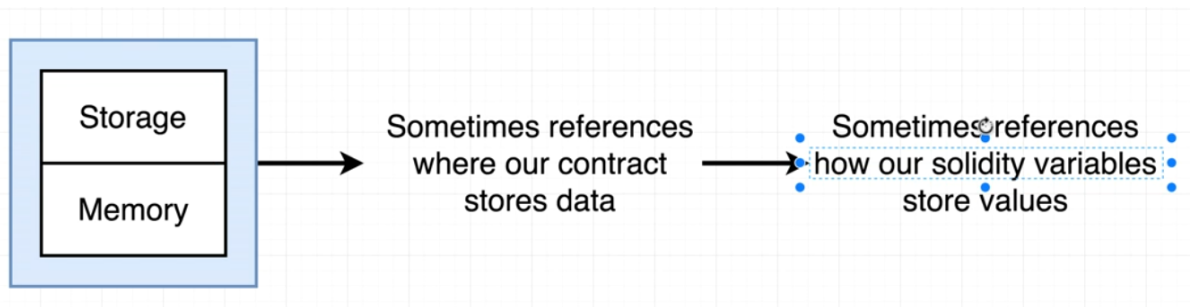 Storage
Memory
Sometimes references
where our contract
stores data
Sometimes references
how our solidity variables
store values